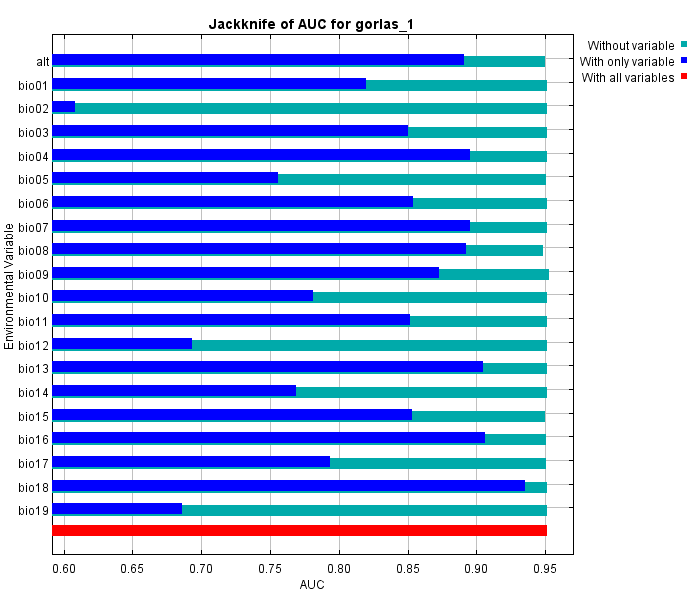 Jackknife of AUC for gorlas_1
Without variable
With only variable
With all variables
Environmental Variable
alt
bio01
bio02
bio03
bio04
bio05
bio06
bio07
bio08
bio09
bio10
bio11
bio12
bio13
bio14
bio15
bio16
bio17
bio18
bio19
0.60 0.65 0.70 0.75 0.80 0.85 0.90 0.95
AUC